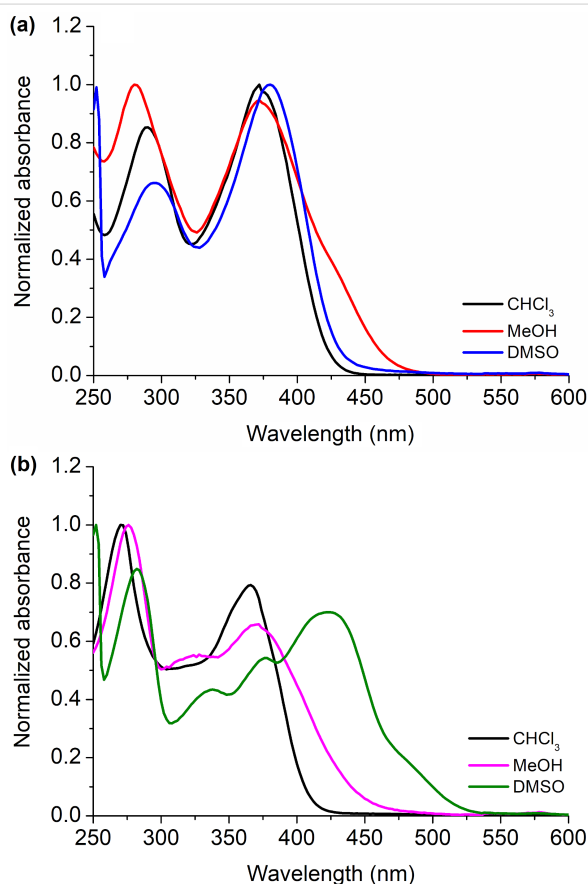 (a)
Normalized absorbance
1.2
1.0
0.8
0.6
0.4
0.2
0.0
CHCl₃
MeOH
DMSO
250 300 350 400 450 500 550 600
Wavelength (nm)
(b)
Normalized absorbance
1.2
1.0
0.8
0.6
0.4
0.2
0.0
CHCl₃
MeOH
DMSO
250 300 350 400 450 500 550 600
Wavelength (nm)